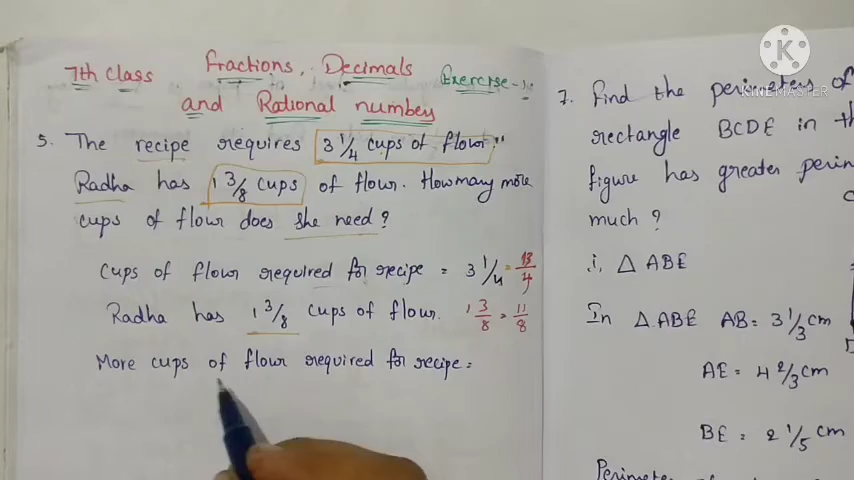 7th class Fractions, Decimals Exercise-1
and Rational numbers
5. The recipe requires 3 1/4 cups of flour"
Radha has 1 3/8 cups of flour. How many more
cups of flour does she need?
cups of flour required for recipe = 3 1/4 = 13/4
Radha has 1 3/8 cups of flour. 1 3/8 = 11/8
More cups of flour required for recipe =
7. Find the perimeters of
rectangle BCDE in th
figure has greater perim
much?
i, △ ABE
In △.ABE AB = 3 1/3 cm
AE = 4 2/3 cm
BE = 2 1/5 cm
Perimeter of
KINEMASTER